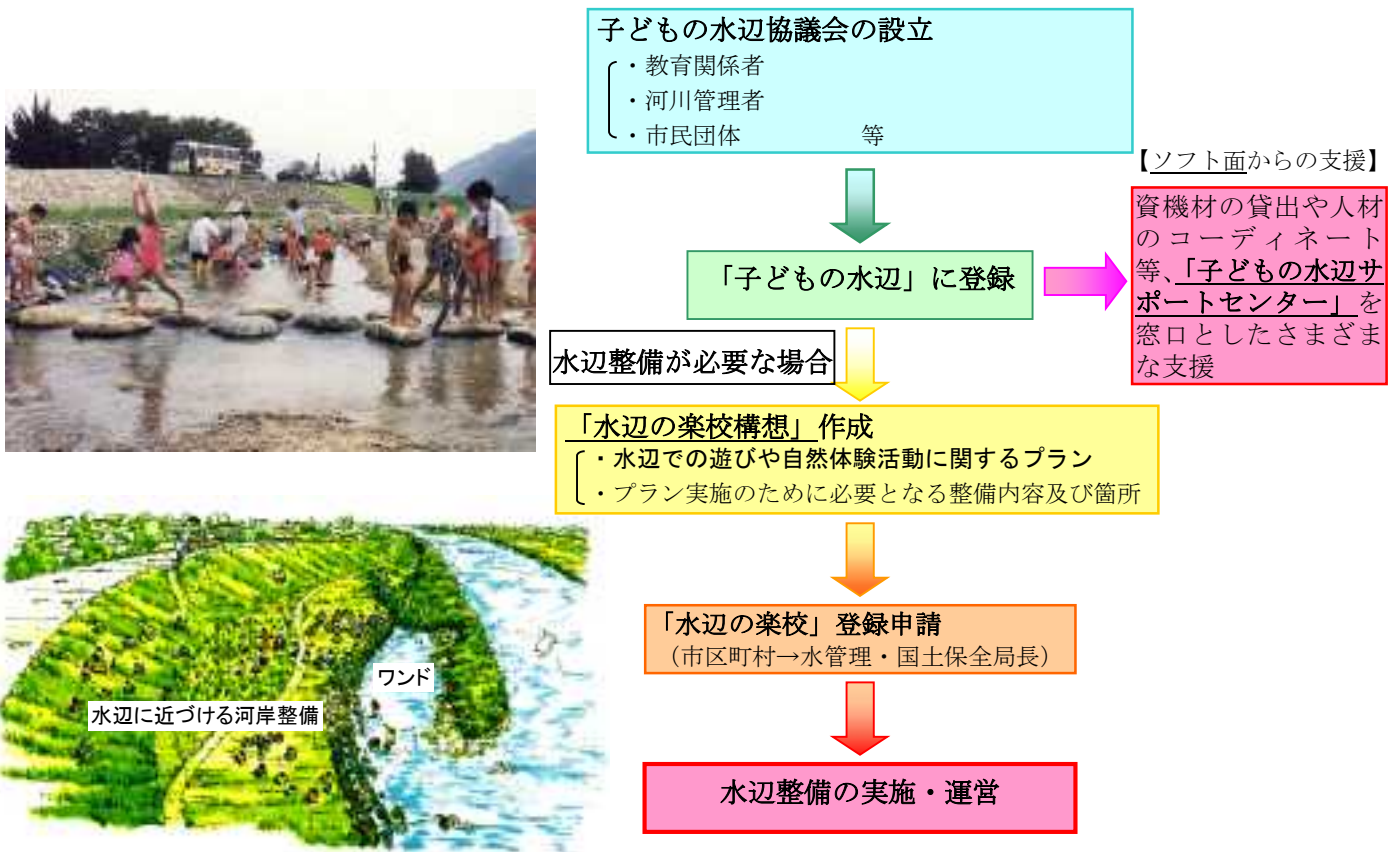 子どもの水辺協議会の設立
・教育関係者
・河川管理者
・市民団体　　　　　等
【ソフト面からの支援】
資機材の貸出や人材
のコーディネート
等、「子どもの水辺サ
ポートセンター」を
窓口としたさまざま
な支援
「子どもの水辺」に登録
水辺整備が必要な場合
「水辺の楽校構想」作成
・水辺での遊びや自然体験活動に関するプラン
・プラン実施のために必要となる整備内容及び箇所
「水辺の楽校」登録申請
（市区町村→水管理・国土保全局長）
水辺整備の実施・運営
ワンド
水辺に近づける河岸整備